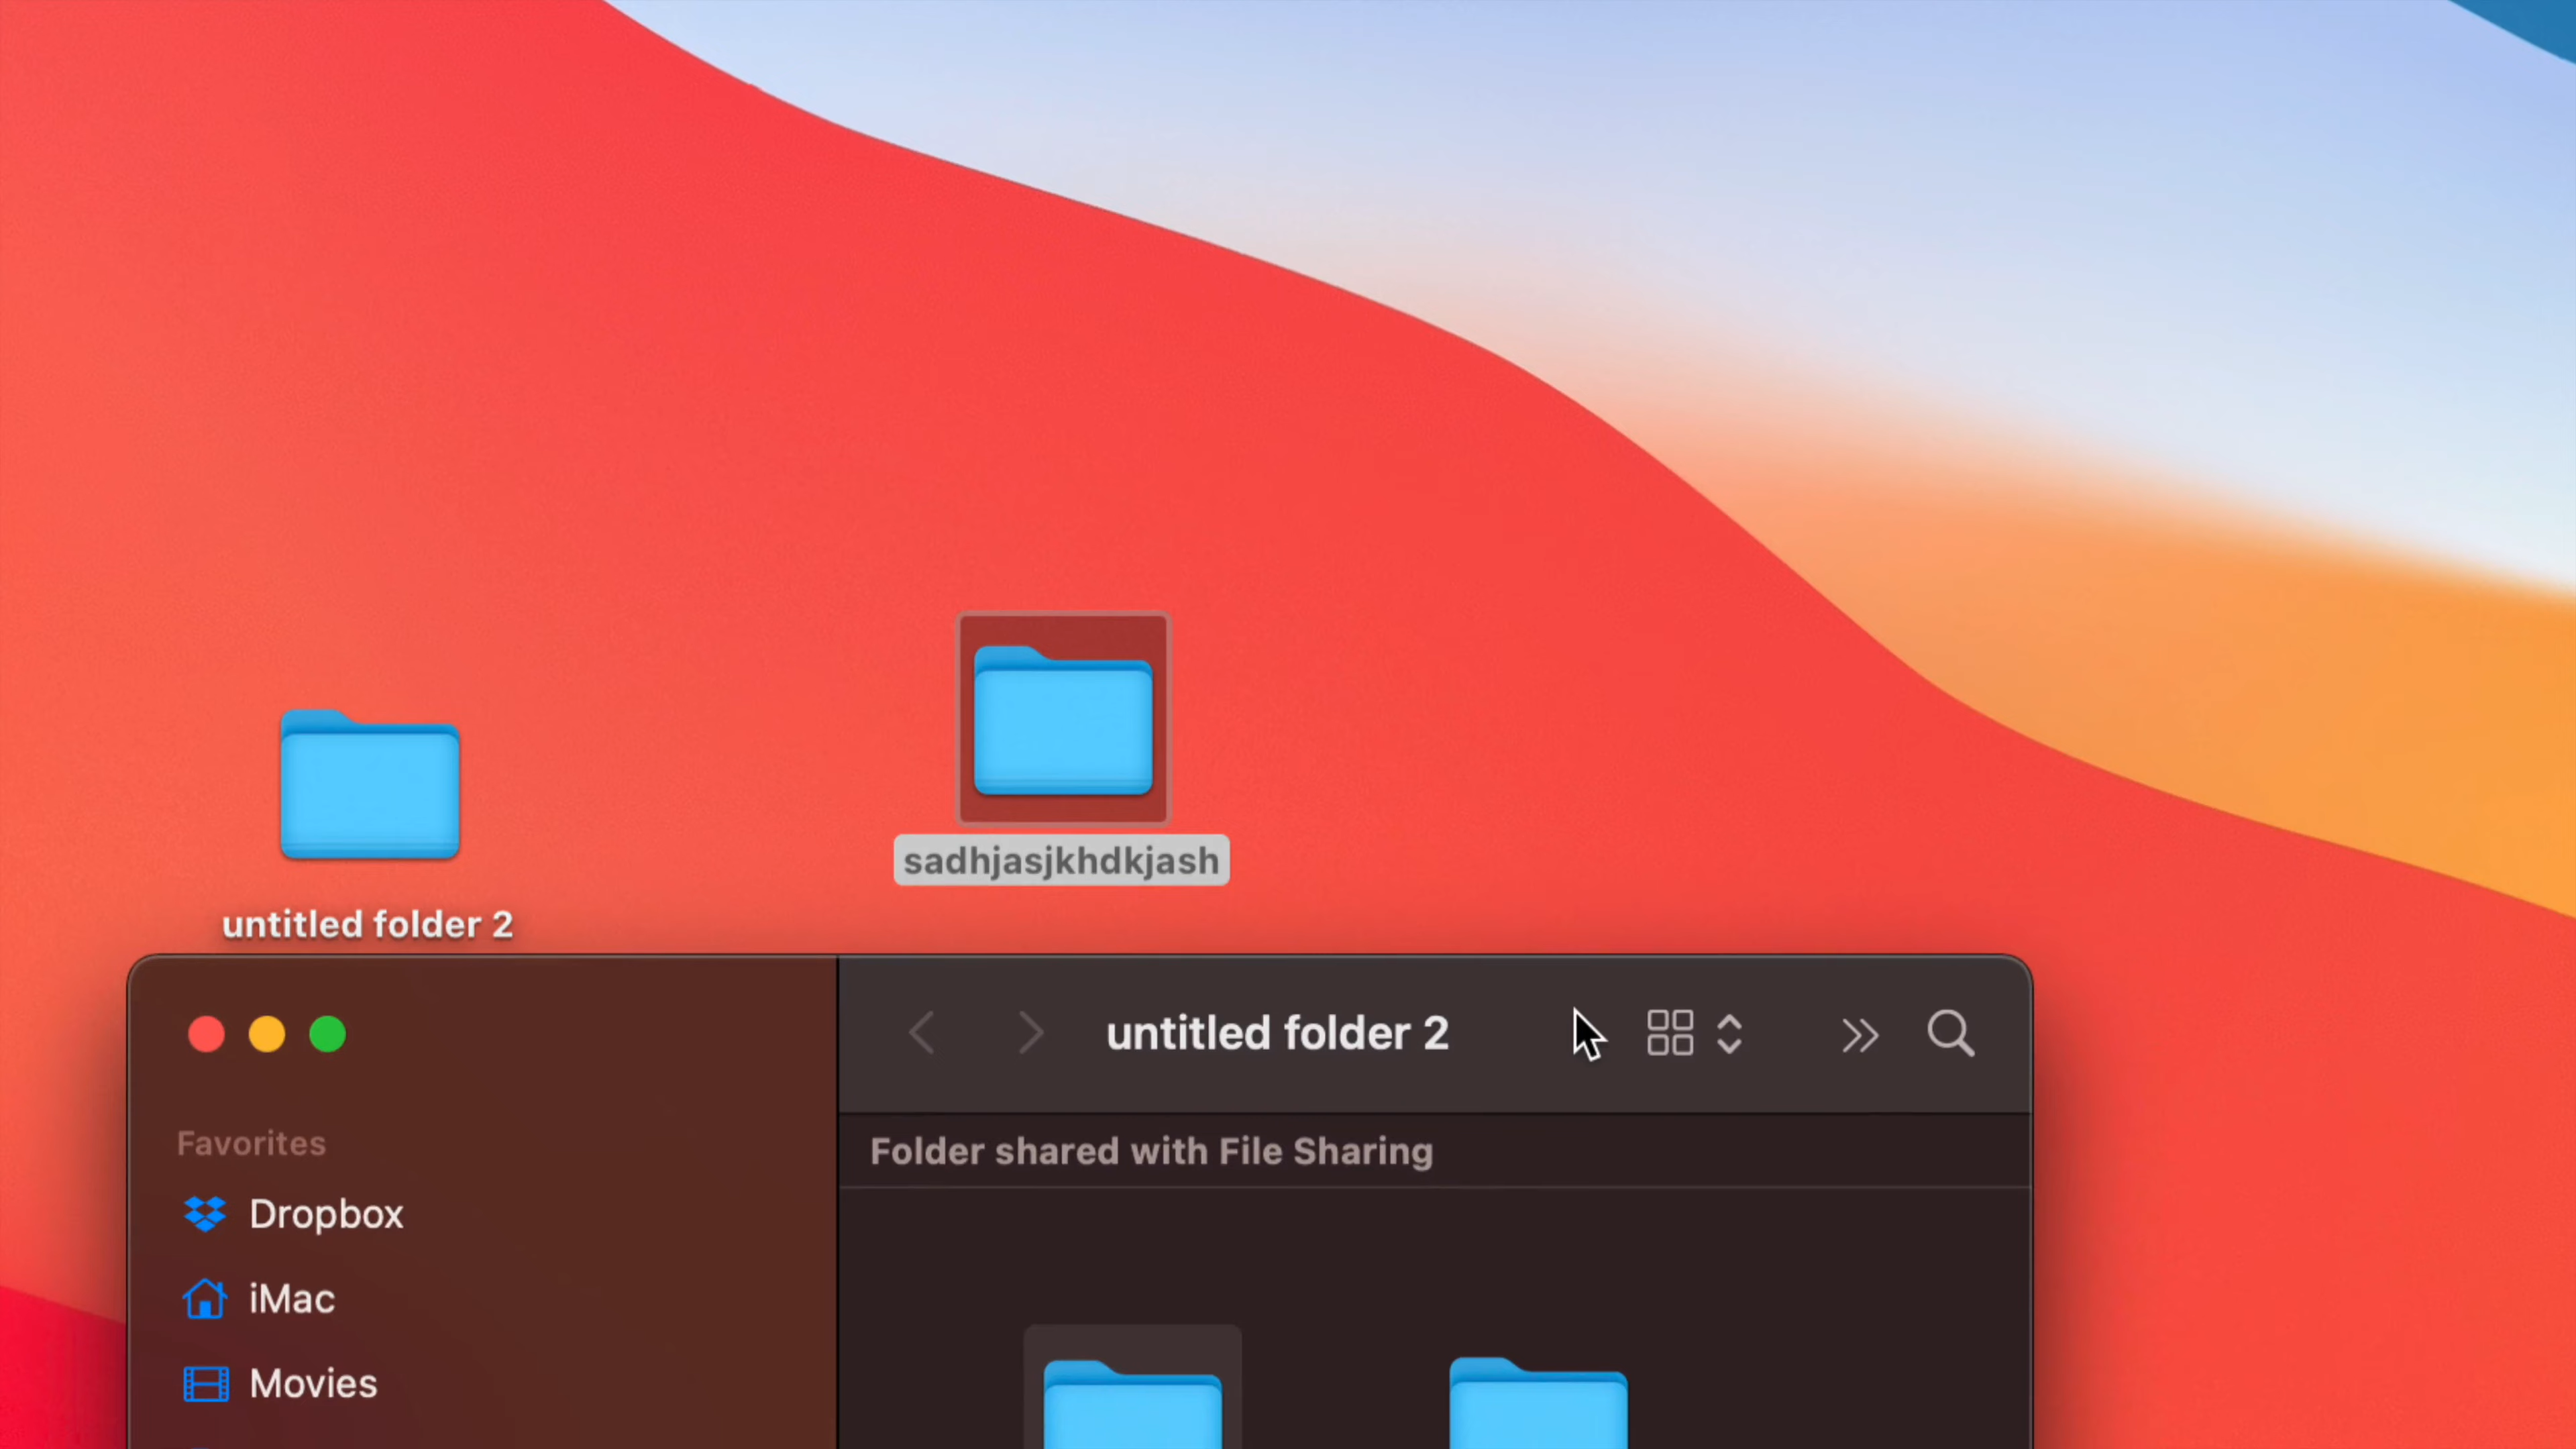 sadhjasjkhdkjash
untitled folder 2
untitled folder 2
Folder shared with File Sharing
Favorites
Dropbox
iMac
Movies